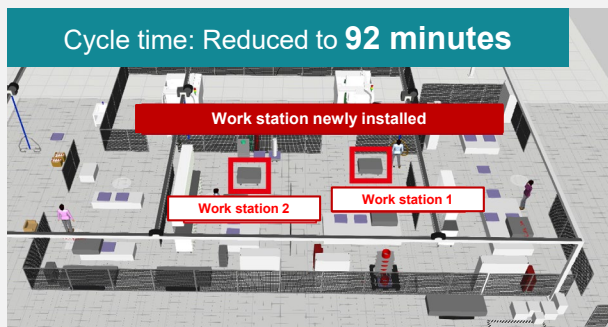 Cycle time: Reduced to 92 minutes
Work station newly installed
Work station 2
Work station 1